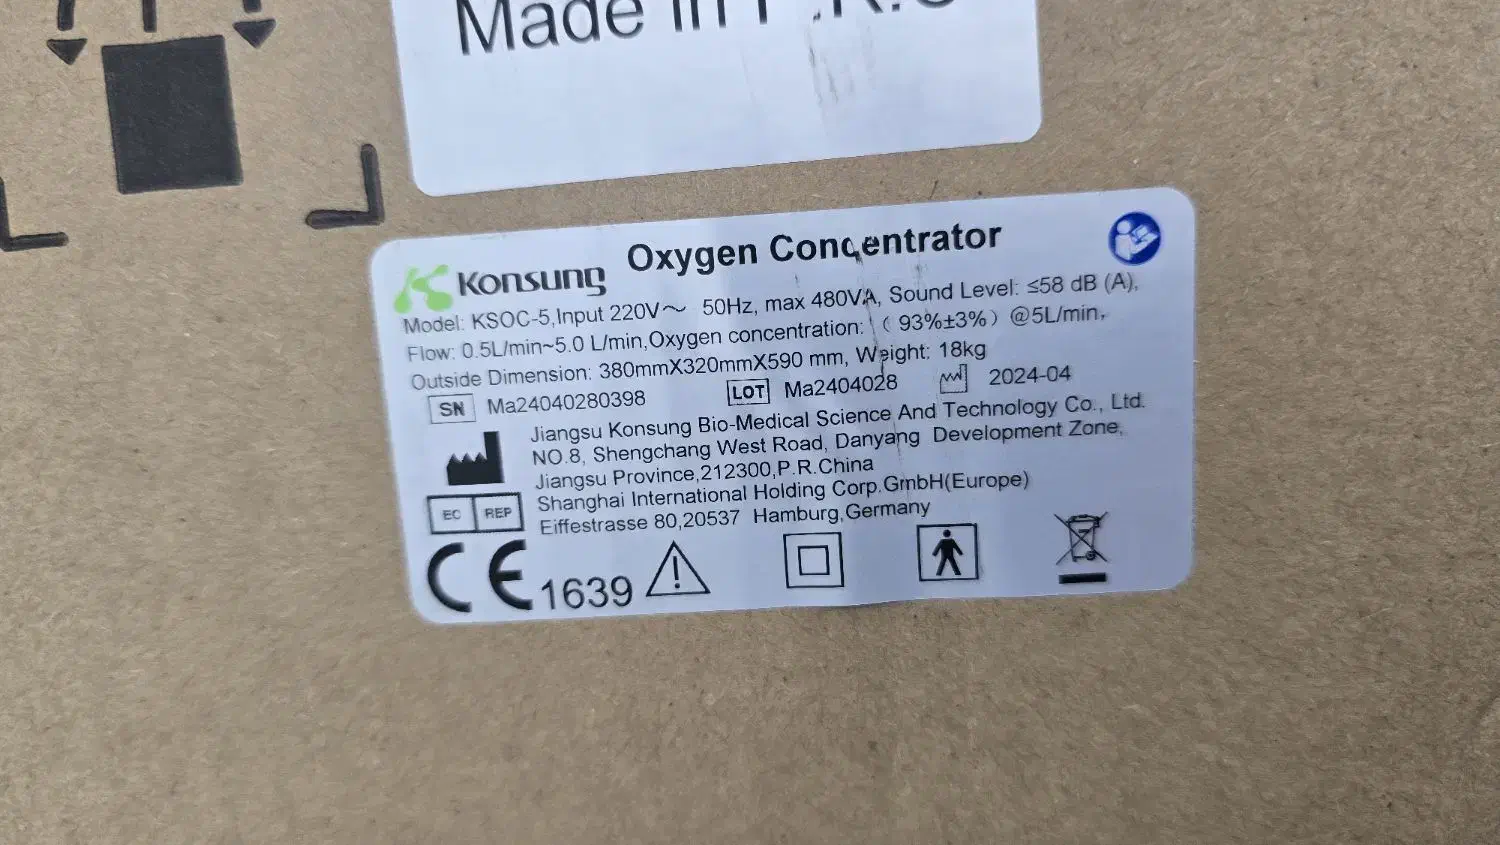 Made in P.R.C
Konsung
Oxygen Concentrator
Model: KSOC-5,Input 220V～ 50Hz, max 480VA, Sound Level: ≤58 dB (A),
Flow: 0.5L/min~5.0 L/min,Oxygen concentration: ( 93%±3% ) @5L/min,
Outside Dimension: 380mmX320mmX590 mm, Weight: 18kg
SN Ma24040280398 LOT Ma2404028 2024-04
Jiangsu Konsung Bio-Medical Science And Technology Co., Ltd.
NO.8, Shengchang West Road, Danyang Development Zone,
Jiangsu Province,212300,P.R.China
EC REP
Shanghai International Holding Corp.GmbH(Europe)
Eiffestrasse 80,20537 Hamburg,Germany
CE 1639